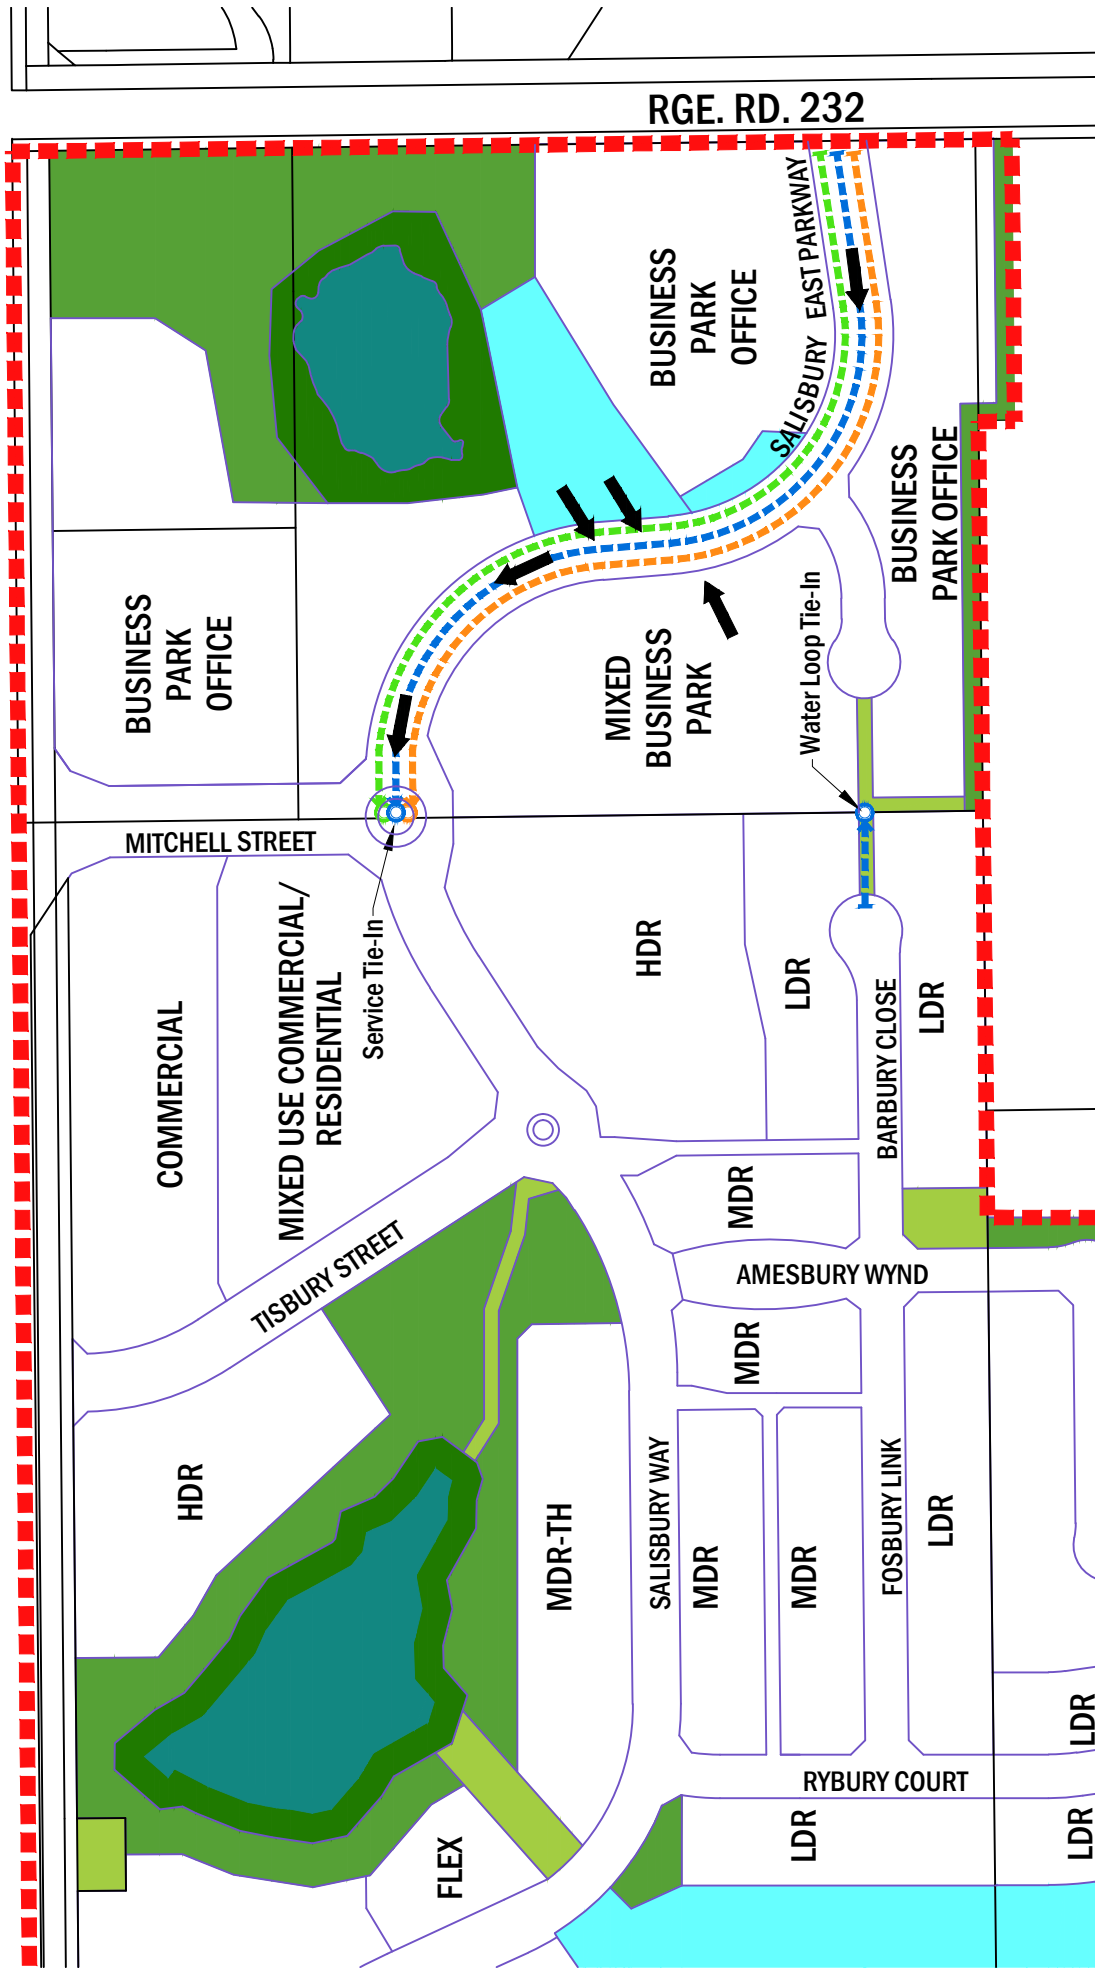 RGE. RD. 232
SALISBURY EAST PARKWAY
BUSINESS
PARK
OFFICE
BUSINESS
PARK OFFICE
BUSINESS
PARK
OFFICE
MIXED
BUSINESS
PARK
Water Loop Tie-In
MITCHELL STREET
Service Tie-In
COMMERCIAL
MIXED USE COMMERCIAL/
RESIDENTIAL
HDR
LDR
BARBURY CLOSE
LDR
MDR
TISBURY STREET
AMESBURY WYND
MDR
HDR
MDR-TH
SALISBURY WAY
MDR
MDR
FOSBURY LINK
LDR
LDR
RYBURY COURT
FLEX
LDR
LDR